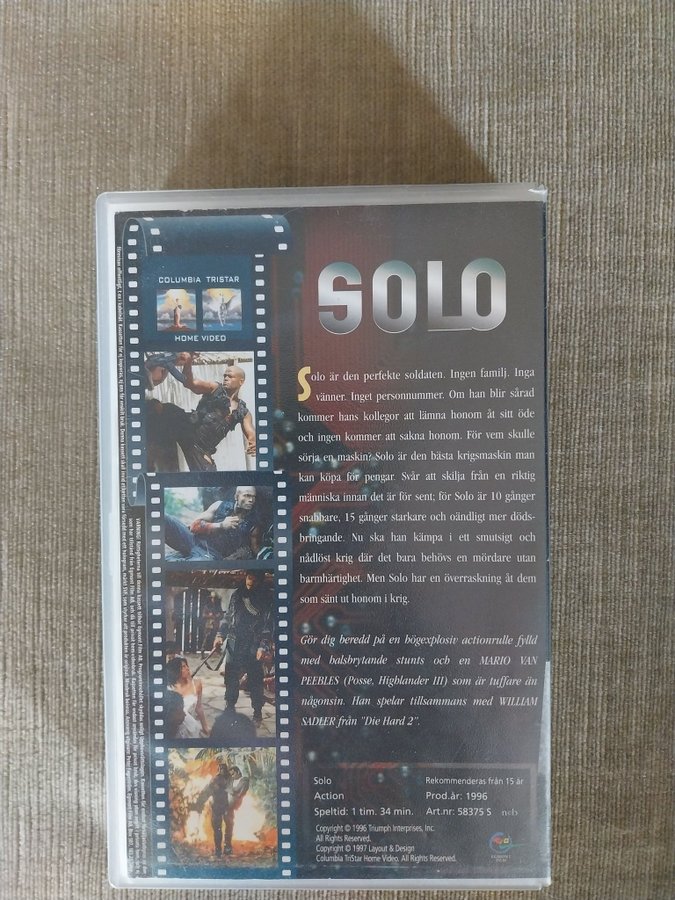 COLUMBIA TRISTAR
HOME VIDEO
SOLO
Solo är den perfekte soldaten. Ingen familj. Inga
vänner. Inget personnummer. Om han blir sårad
kommer hans kollegor att lämna honom åt sitt öde
och ingen kommer att sakna honom. För vem skulle
sörja en maskin? Solo är den bästa krigsmaskin man
kan köpa för pengar. Svår att skilja från en riktig
människa innan det är för sent; för Solo är 10 gånger
snabbare, 15 gånger starkare och oändligt mer döds-
bringande. Nu ska han kämpa i ett smutsigt och
nådlöst krig där det bara behövs en mördare utan
barmhärtighet. Men Solo har en överraskning åt dem
som sänt ut honom i krig.
Gör dig beredd på en högexplosiv actionrulle fylld
med halsbrytande stunts och en MARIO VAN
PEEBLES (Posse, Highlander III) som är tuffare än
någonsin. Han spelar tillsammans med WILLIAM
SADLER från "Die Hard 2".
Solo
Rekommenderas från 15 år
Action
Prod.år: 1996
Speltid: 1 tim. 34 min.
Art.nr: 58375 S
Copyright © 1996 Triumph Interprises, Inc.
All Rights Reserved.
Copyright © 1997 Layout & Design
Columbia TriStar Home Video. All Rights Reserved.
EGMONT
FILM